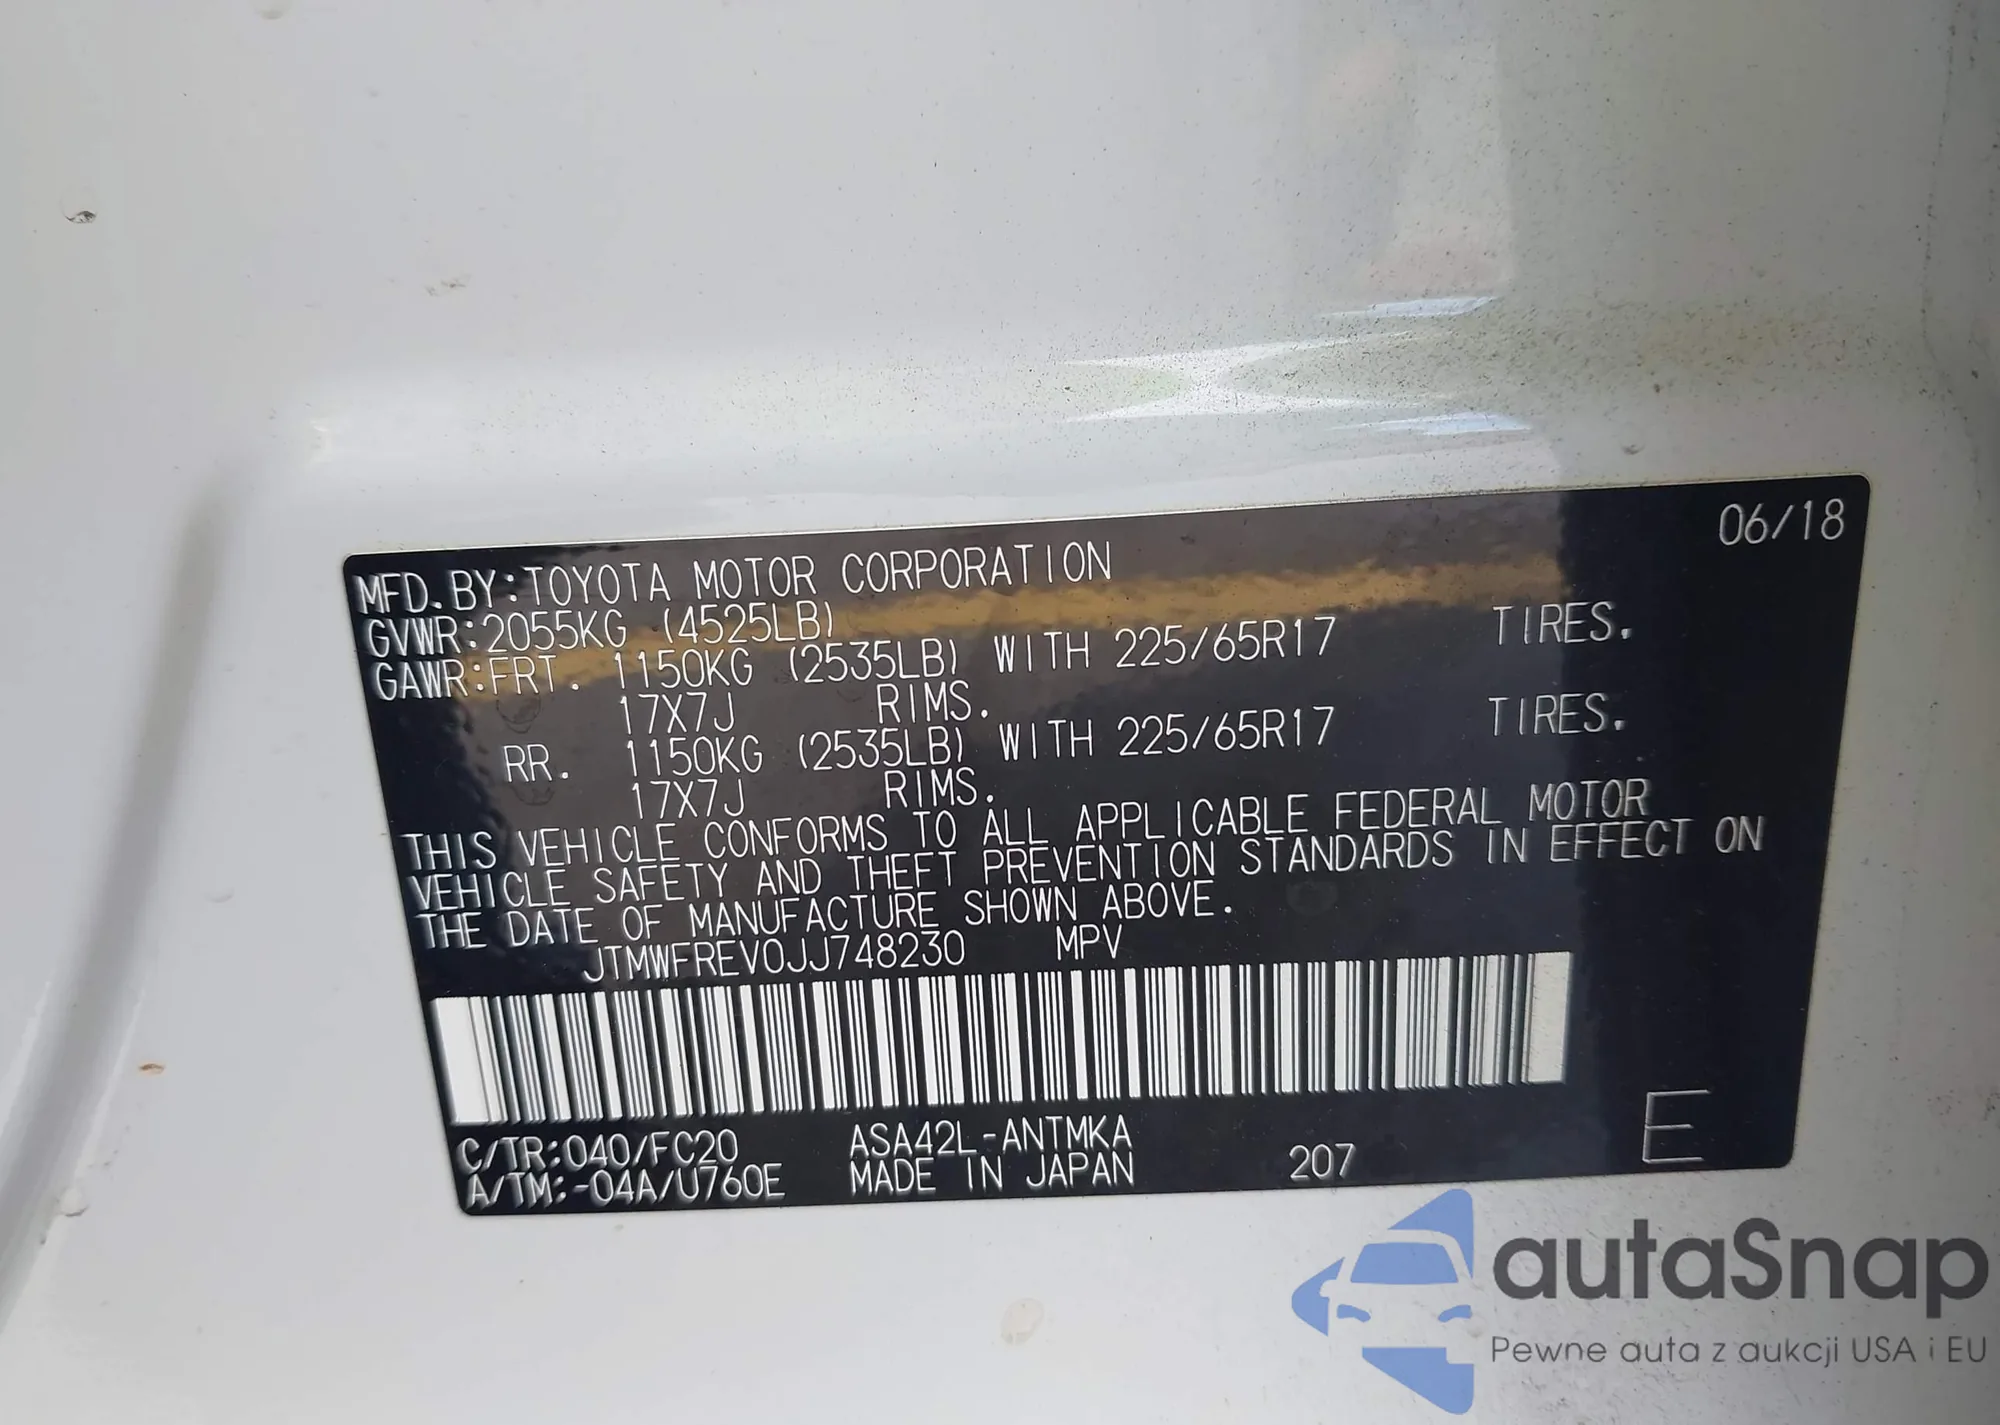 06/18
MFD. BY:TOYOTA MOTOR CORPORATION
GVWR:2055KG (4525LB)
GAWR:FRT. 1150KG (2535LB) WITH 225/65R17 TIRES.
17X7J RIMS.
RR. 1150KG (2535LB) WITH 225/65R17 TIRES.
17X7J RIMS.
THIS VEHICLE CONFORMS TO ALL APPLICABLE FEDERAL MOTOR
VEHICLE SAFETY AND THEFT PREVENTION STANDARDS IN EFFECT ON
THE DATE OF MANUFACTURE SHOWN ABOVE.
JTMWFREV0JJ748230 MPV
C/TR:040/FC20 ASA42L-ANTMKA
A/TM:-04A/U760E MADE IN JAPAN 207 E
autaSnap
Pewne auta z aukcji USA i EU